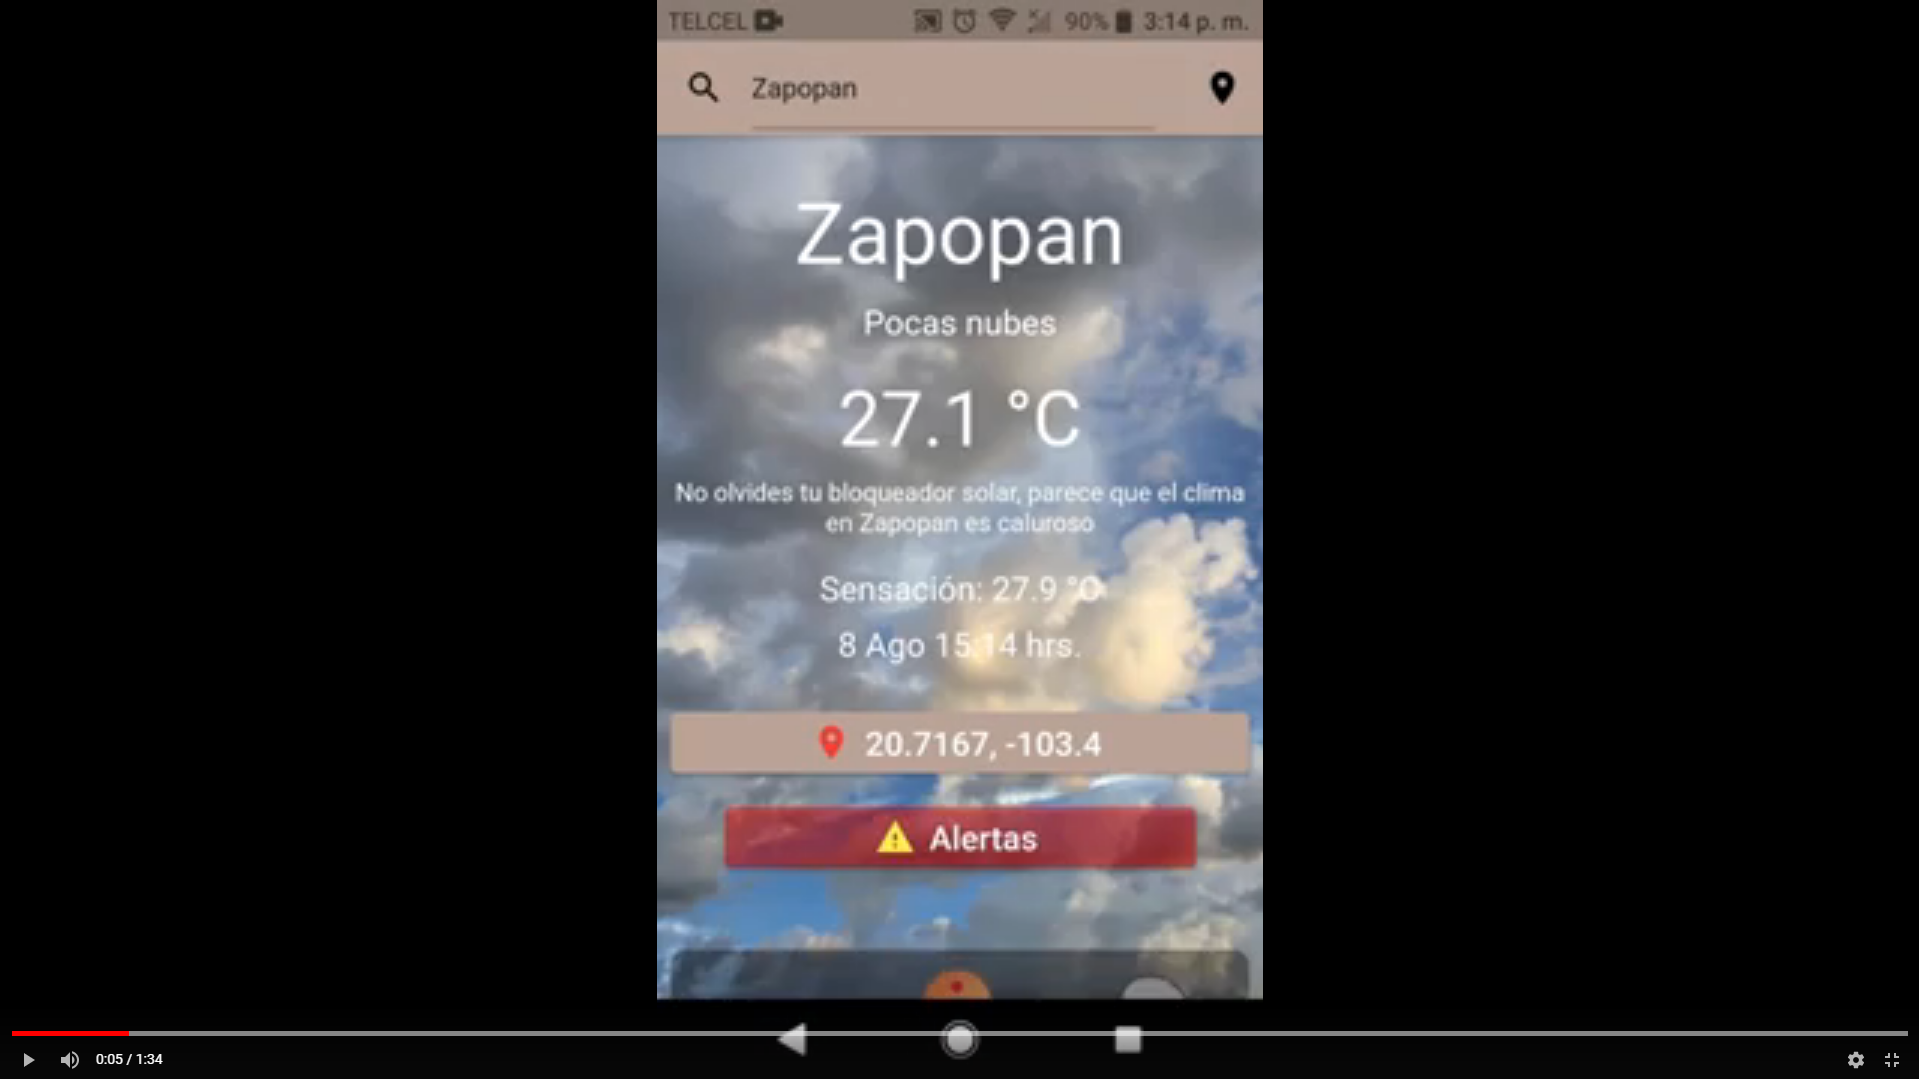 TELCEL 90% 3:14 p. m.
Zapopan
Zapopan
Pocas nubes
27.1 °C
No olvides tu bloqueador solar, parece que el clima
en Zapopan es caluroso
Sensación: 27.9 °C
8 Ago 15:14 hrs.
20.7167, -103.4
Alertas
0:05 / 1:34